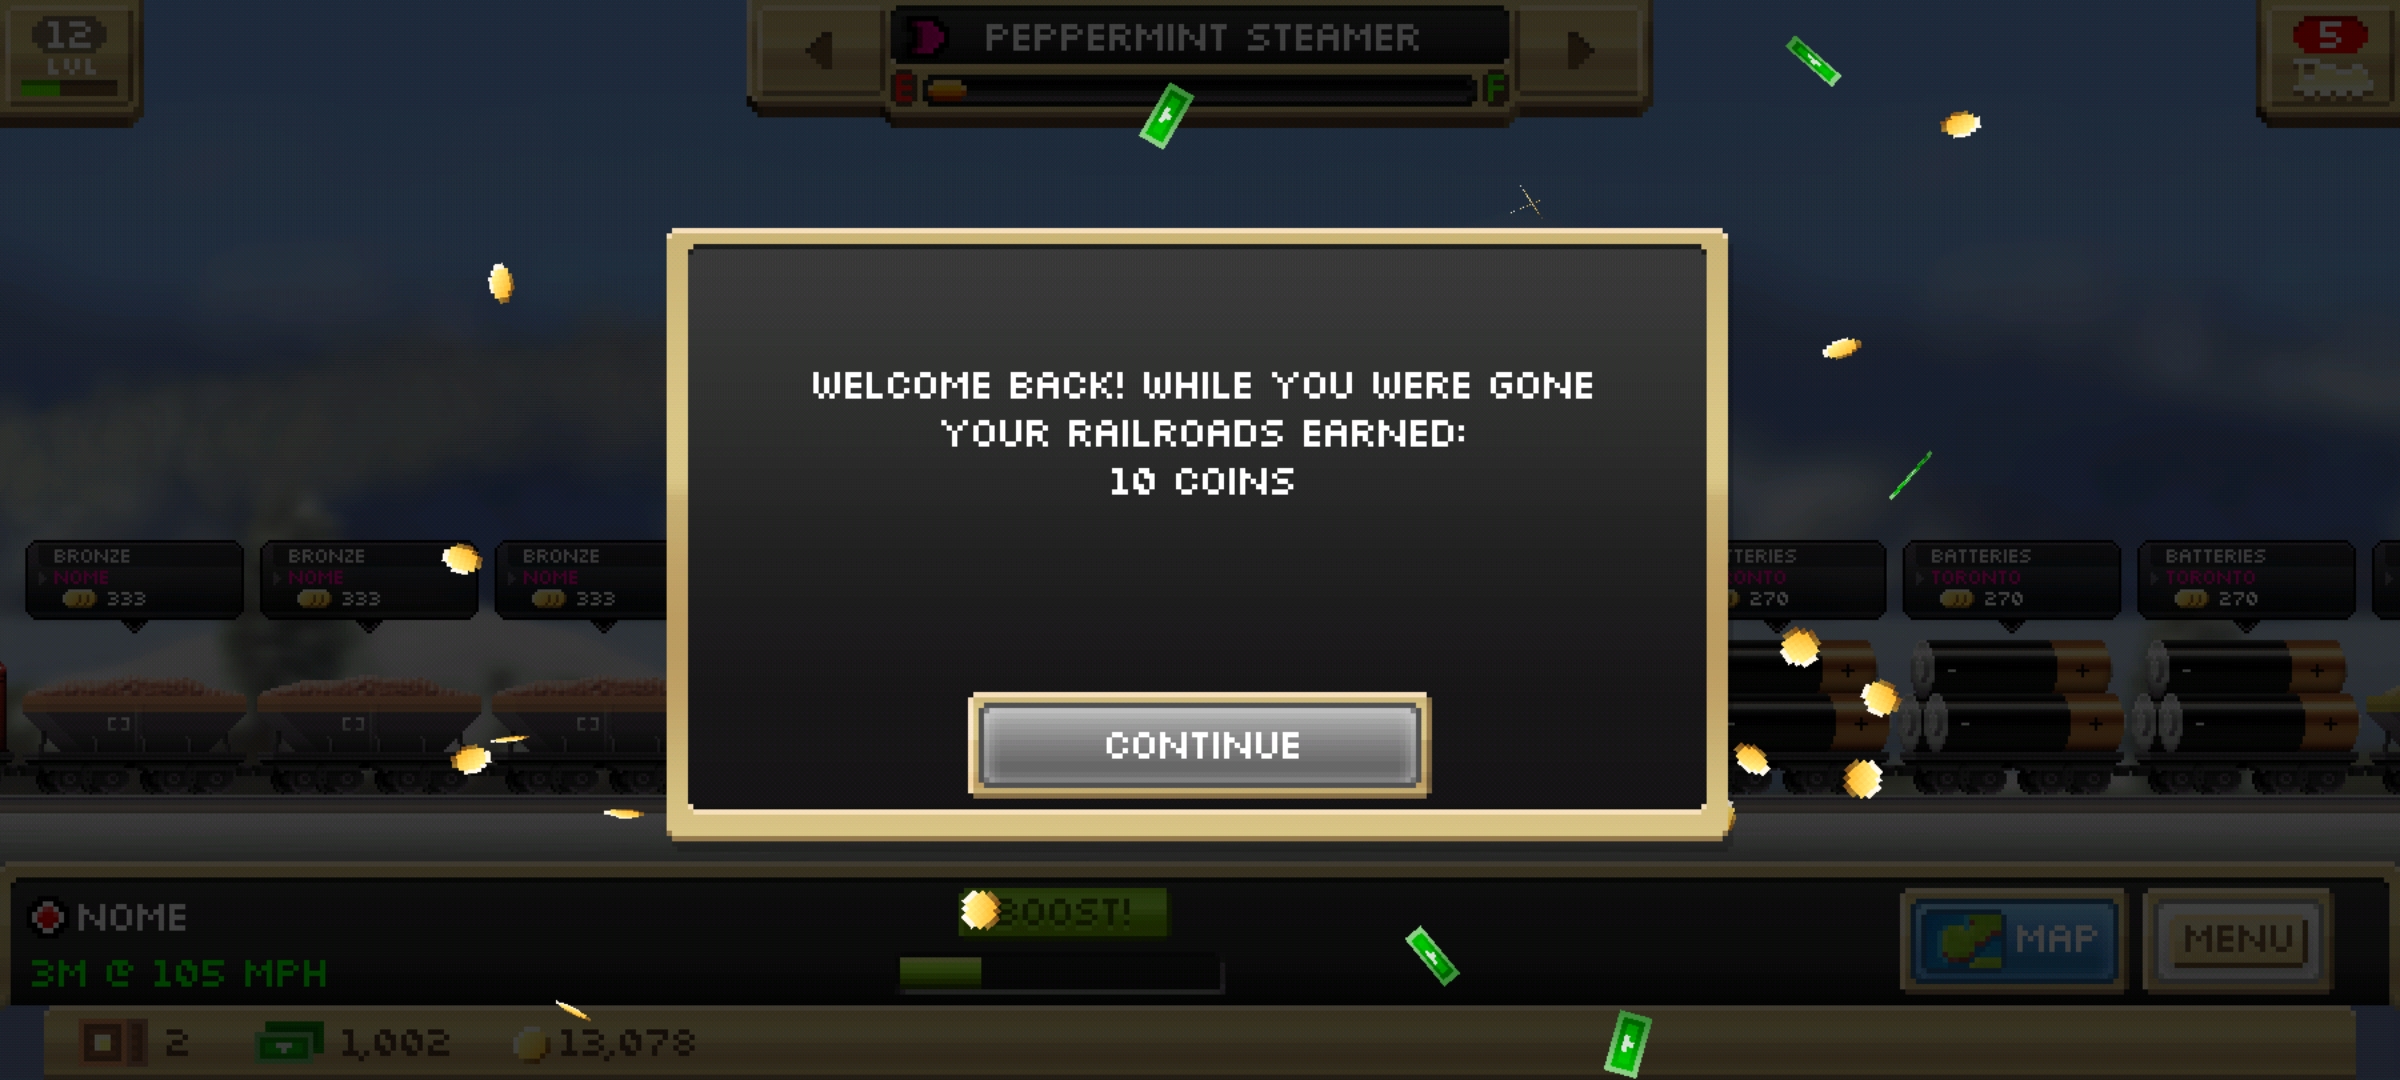 12
LVL
PEPPERMINT STEAMER
E F
5
WELCOME BACK! WHILE YOU WERE GONE
YOUR RAILROADS EARNED:
10 COINS
CONTINUE
BRONZE
NOME
333
BRONZE
NOME
333
BRONZE
NOME
333
270
BATTERIES
TORONTO
270
BATTERIES
TORONTO
270
NOME
3M @ 105 MPH
BOOST!
MAP
MENU
2
1,002
13,078